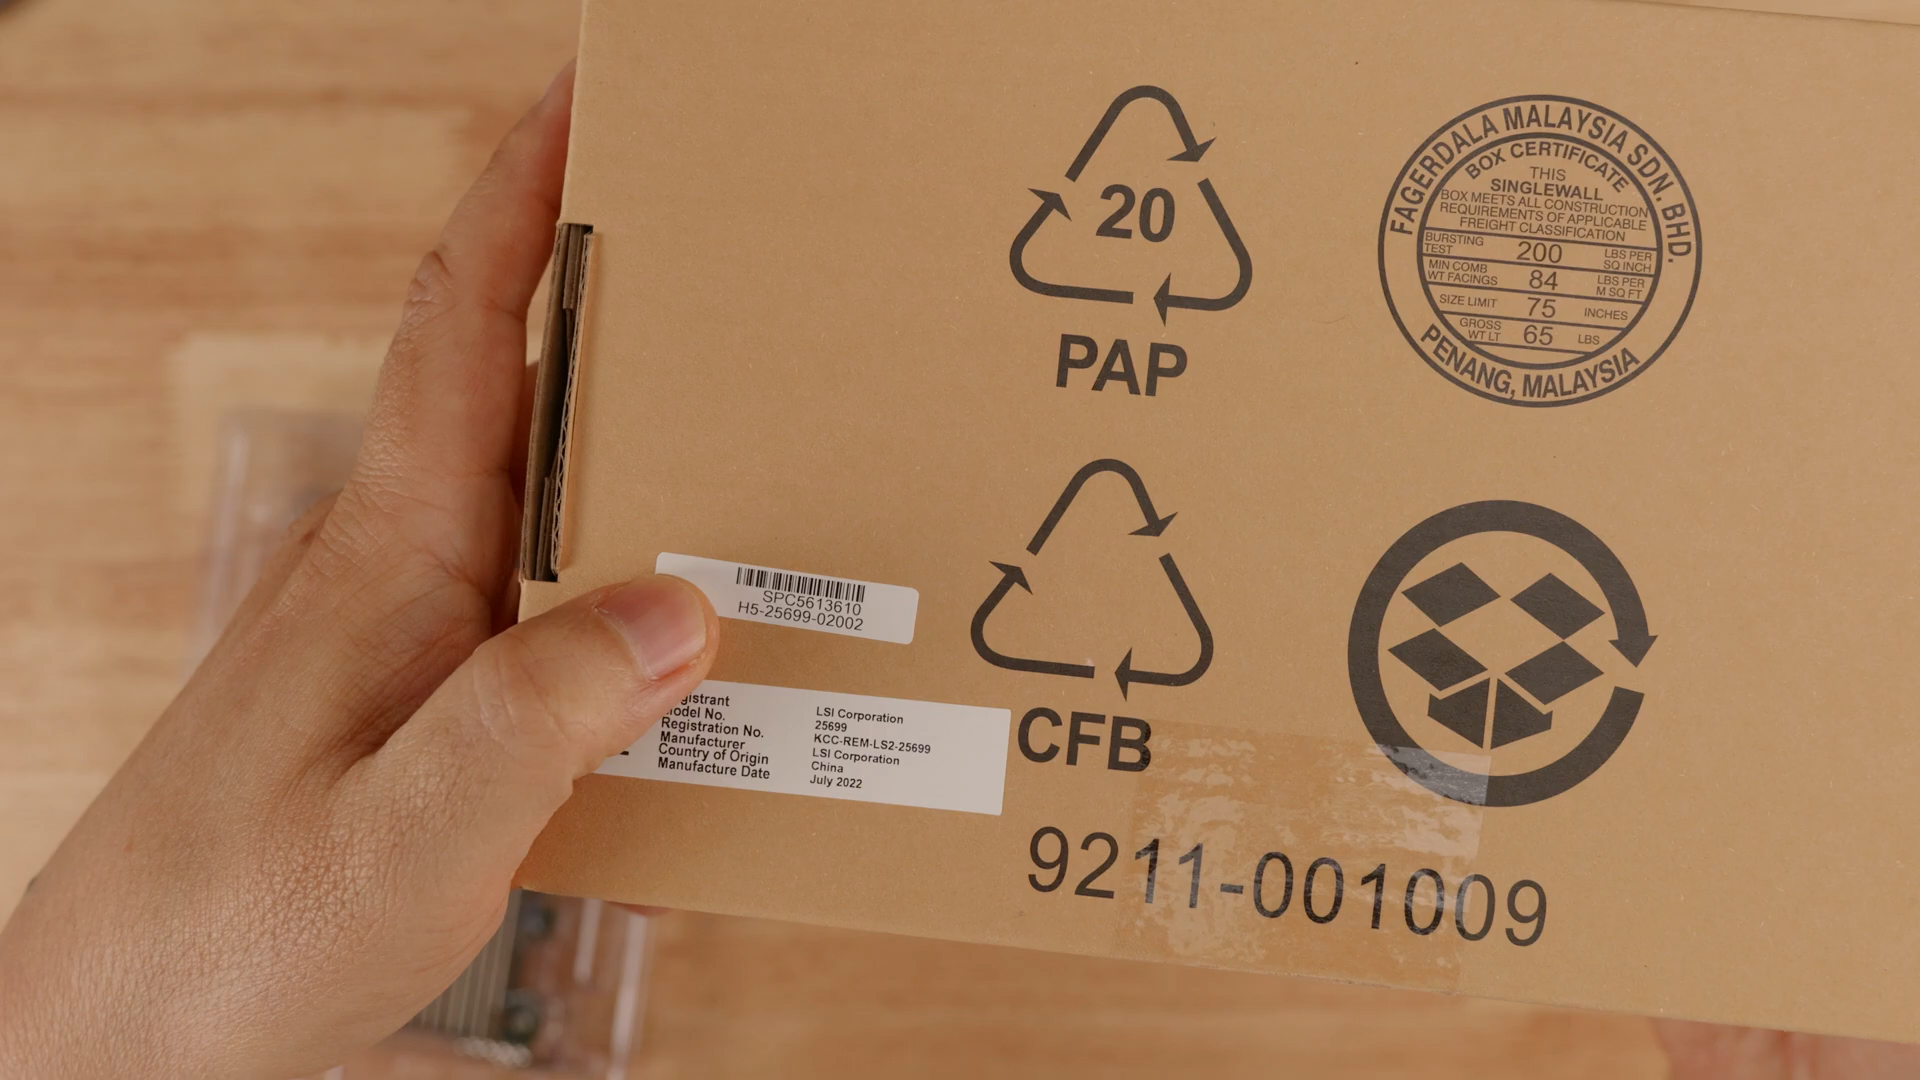 20
PAP
FAGERDALA MALAYSIA SDN. BHD.
BOX CERTIFICATE
THIS
SINGLEWALL
BOX MEETS ALL CONSTRUCTION
REQUIREMENTS OF APPLICABLE
FREIGHT CLASSIFICATION
BURSTING TEST 200 LBS PER SQ INCH
MIN COMB WT FACINGS 84 LBS PER M SQ FT
SIZE LIMIT 75 INCHES
GROSS WT LT 65 LBS
PENANG, MALAYSIA
SPC5613610
H5-25699-02002
gistrant LSI Corporation
odel No. 25699
Registration No. KCC-REM-LS2-25699
Manufacturer LSI Corporation
Country of Origin China
Manufacture Date July 2022
CFB
9211-001009